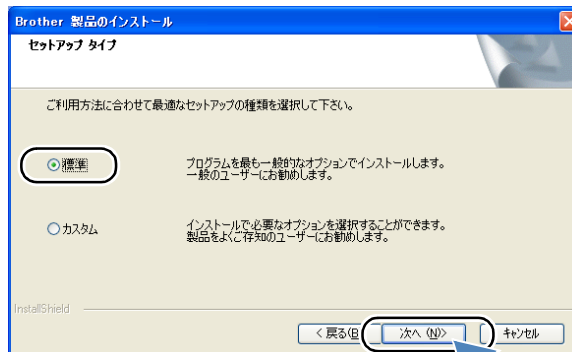 Brother 製品のインストール
セットアップ タイプ
ご利用方法に合わせて最適なセットアップの種類を選択して下さい。
標準
プログラムを最も一般的なオプションでインストールします。
一般のユーザーにお勧めします。
カスタム
インストールで必要なオプションを選択することができます。
製品をよくご存知のユーザーにお勧めします。
InstallShield
< 戻る(B
次へ (N)>
キャンセル